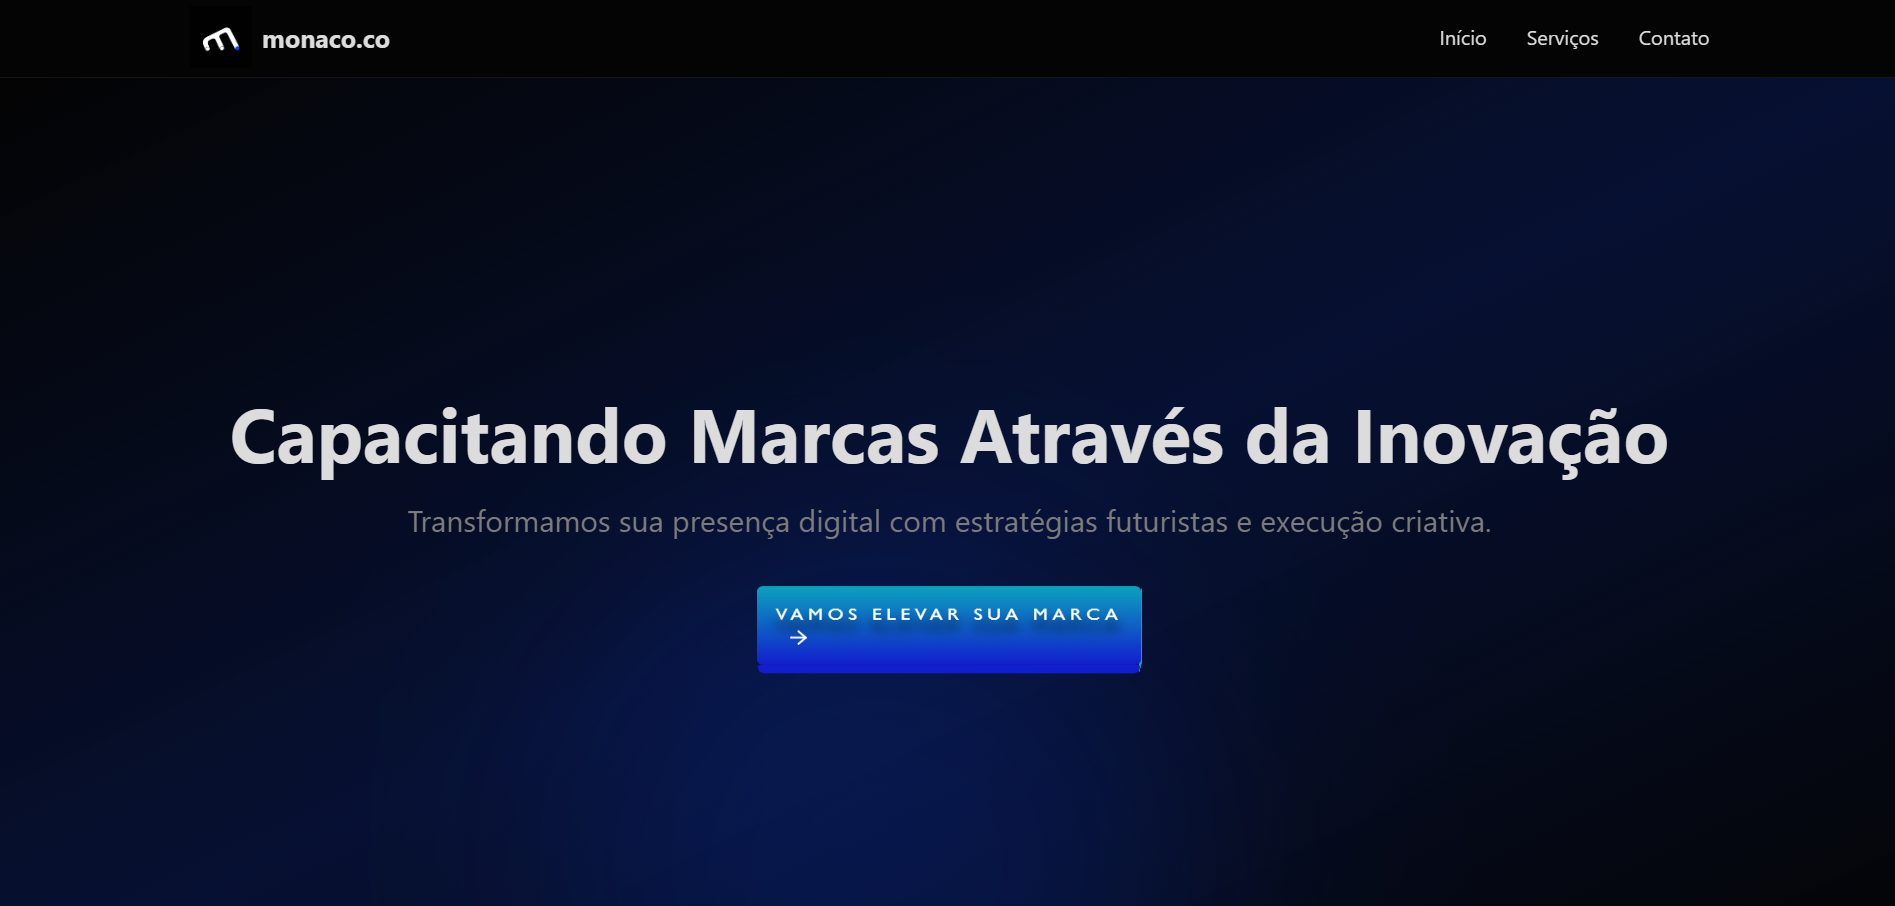 monaco.co
Início
Serviços
Contato
Capacitando Marcas Através da Inovação
Transformamos sua presença digital com estratégias futuristas e execução criativa.
VAMOS ELEVAR SUA MARCA
→